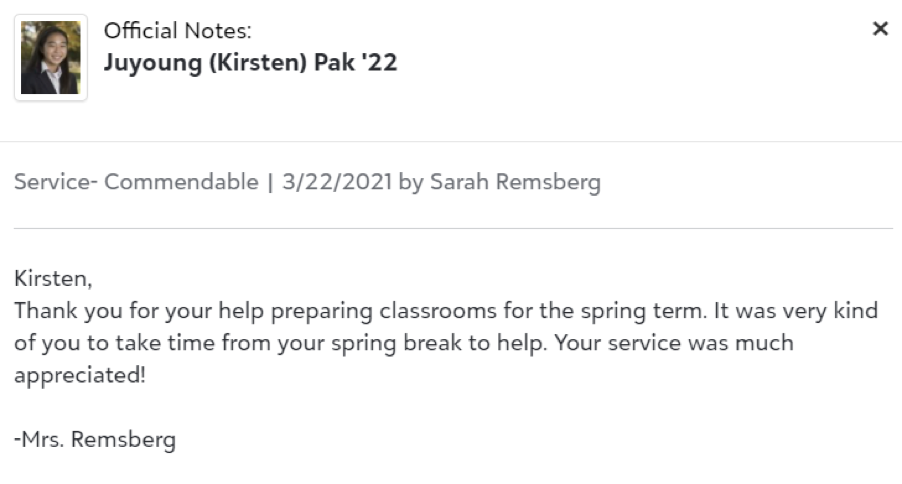 Official Notes:
Juyoung (Kirsten) Pak '22
Service- Commendable | 3/22/2021 by Sarah Remsberg
Kirsten,
Thank you for your help preparing classrooms for the spring term. It was very kind
of you to take time from your spring break to help. Your service was much
appreciated!
-Mrs. Remsberg